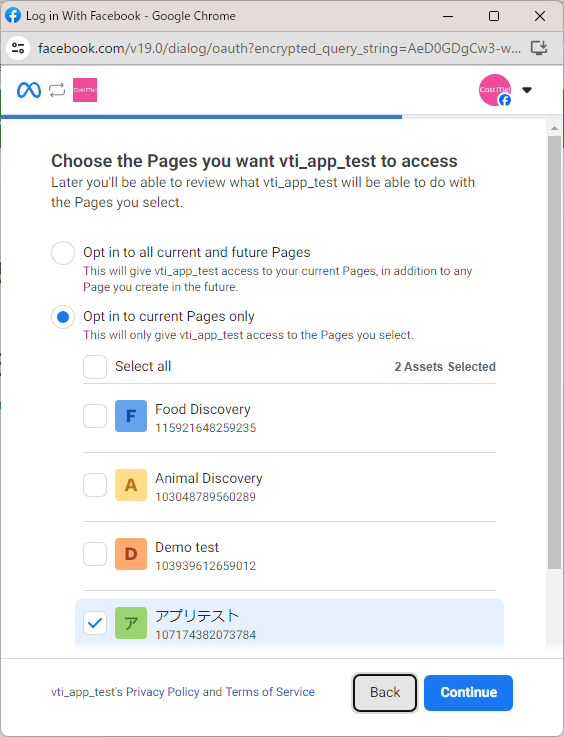 Log in With Facebook - Google Chrome
facebook.com/v19.0/dialog/oauth?encrypted_query_string=AeD0GDgCw3-w...
Cast Me!
Cast Me!
Choose the Pages you want vti_app_test to access
Later you'll be able to review what vti_app_test will be able to do with
the Pages you select.
Opt in to all current and future Pages
This will give vti_app_test access to your current Pages, in addition to any
Page you create in the future.
Opt in to current Pages only
This will only give vti_app_test access to the Pages you select.
Select all
2 Assets Selected
F
Food Discovery
115921648259235
A
Animal Discovery
103048789560289
D
Demo test
103939612659012
ア
アプリテスト
107174382073784
vti_app_test's Privacy Policy and Terms of Service
Back
Continue